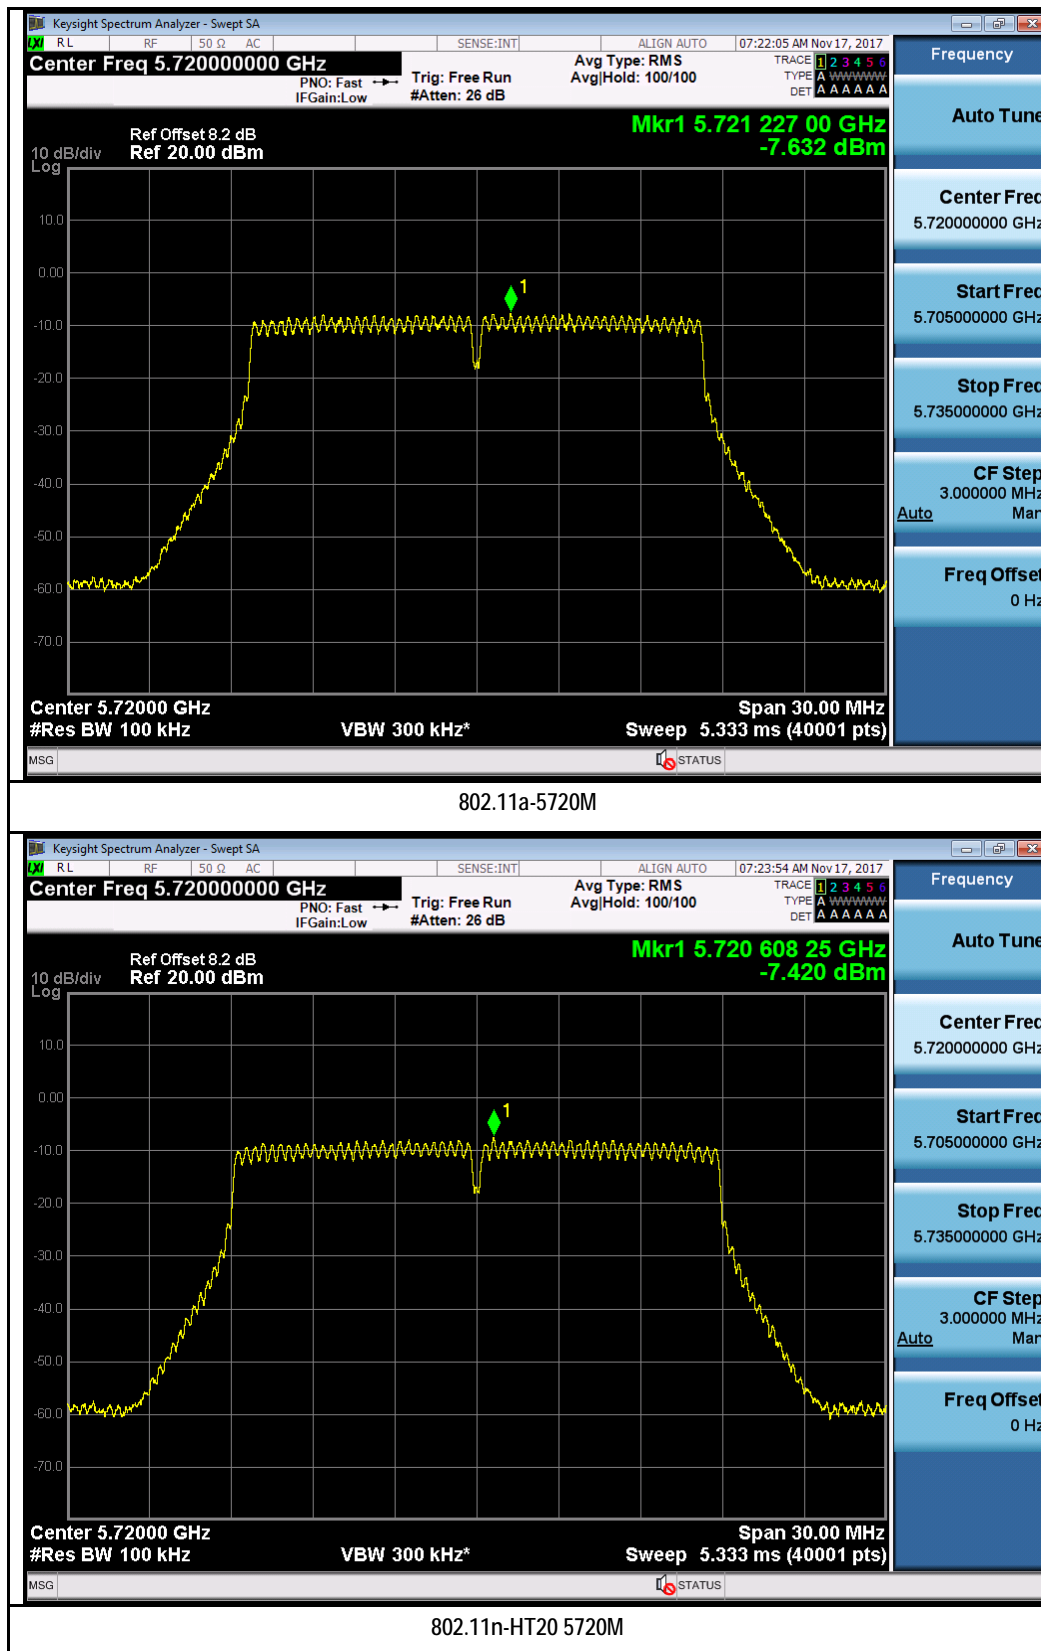 Keysight Spectrum Analyzer - Swept SA
LXI RL RF 50 Ω AC SENSE:INT ALIGN AUTO 07:22:05 AM Nov 17, 2017
Center Freq 5.720000000 GHz
PNO: Fast
IFGain:Low
Trig: Free Run
#Atten: 26 dB
Avg Type: RMS
Avg|Hold: 100/100
TRACE 1 2 3 4 5 6
TYPE A WWWWW
DET A A A A A A
Ref Offset 8.2 dB
10 dB/div Ref 20.00 dBm
Log
Mkr1 5.721 227 00 GHz
-7.632 dBm
1
10.0
0.00
-10.0
-20.0
-30.0
-40.0
-50.0
-60.0
-70.0
Center 5.72000 GHz Span 30.00 MHz
#Res BW 100 kHz VBW 300 kHz* Sweep 5.333 ms (40001 pts)
MSG STATUS
Frequency
Auto Tune
Center Freq
5.720000000 GHz
Start Freq
5.705000000 GHz
Stop Freq
5.735000000 GHz
CF Step
3.000000 MHz
Auto Man
Freq Offset
0 Hz
802.11a-5720M
Keysight Spectrum Analyzer - Swept SA
LXI RL RF 50 Ω AC SENSE:INT ALIGN AUTO 07:23:54 AM Nov 17, 2017
Center Freq 5.720000000 GHz
PNO: Fast
IFGain:Low
Trig: Free Run
#Atten: 26 dB
Avg Type: RMS
Avg|Hold: 100/100
TRACE 1 2 3 4 5 6
TYPE A WWWWW
DET A A A A A A
Ref Offset 8.2 dB
10 dB/div Ref 20.00 dBm
Log
Mkr1 5.720 608 25 GHz
-7.420 dBm
1
10.0
0.00
-10.0
-20.0
-30.0
-40.0
-50.0
-60.0
-70.0
Center 5.72000 GHz Span 30.00 MHz
#Res BW 100 kHz VBW 300 kHz* Sweep 5.333 ms (40001 pts)
MSG STATUS
Frequency
Auto Tune
Center Freq
5.720000000 GHz
Start Freq
5.705000000 GHz
Stop Freq
5.735000000 GHz
CF Step
3.000000 MHz
Auto Man
Freq Offset
0 Hz
802.11n-HT20 5720M